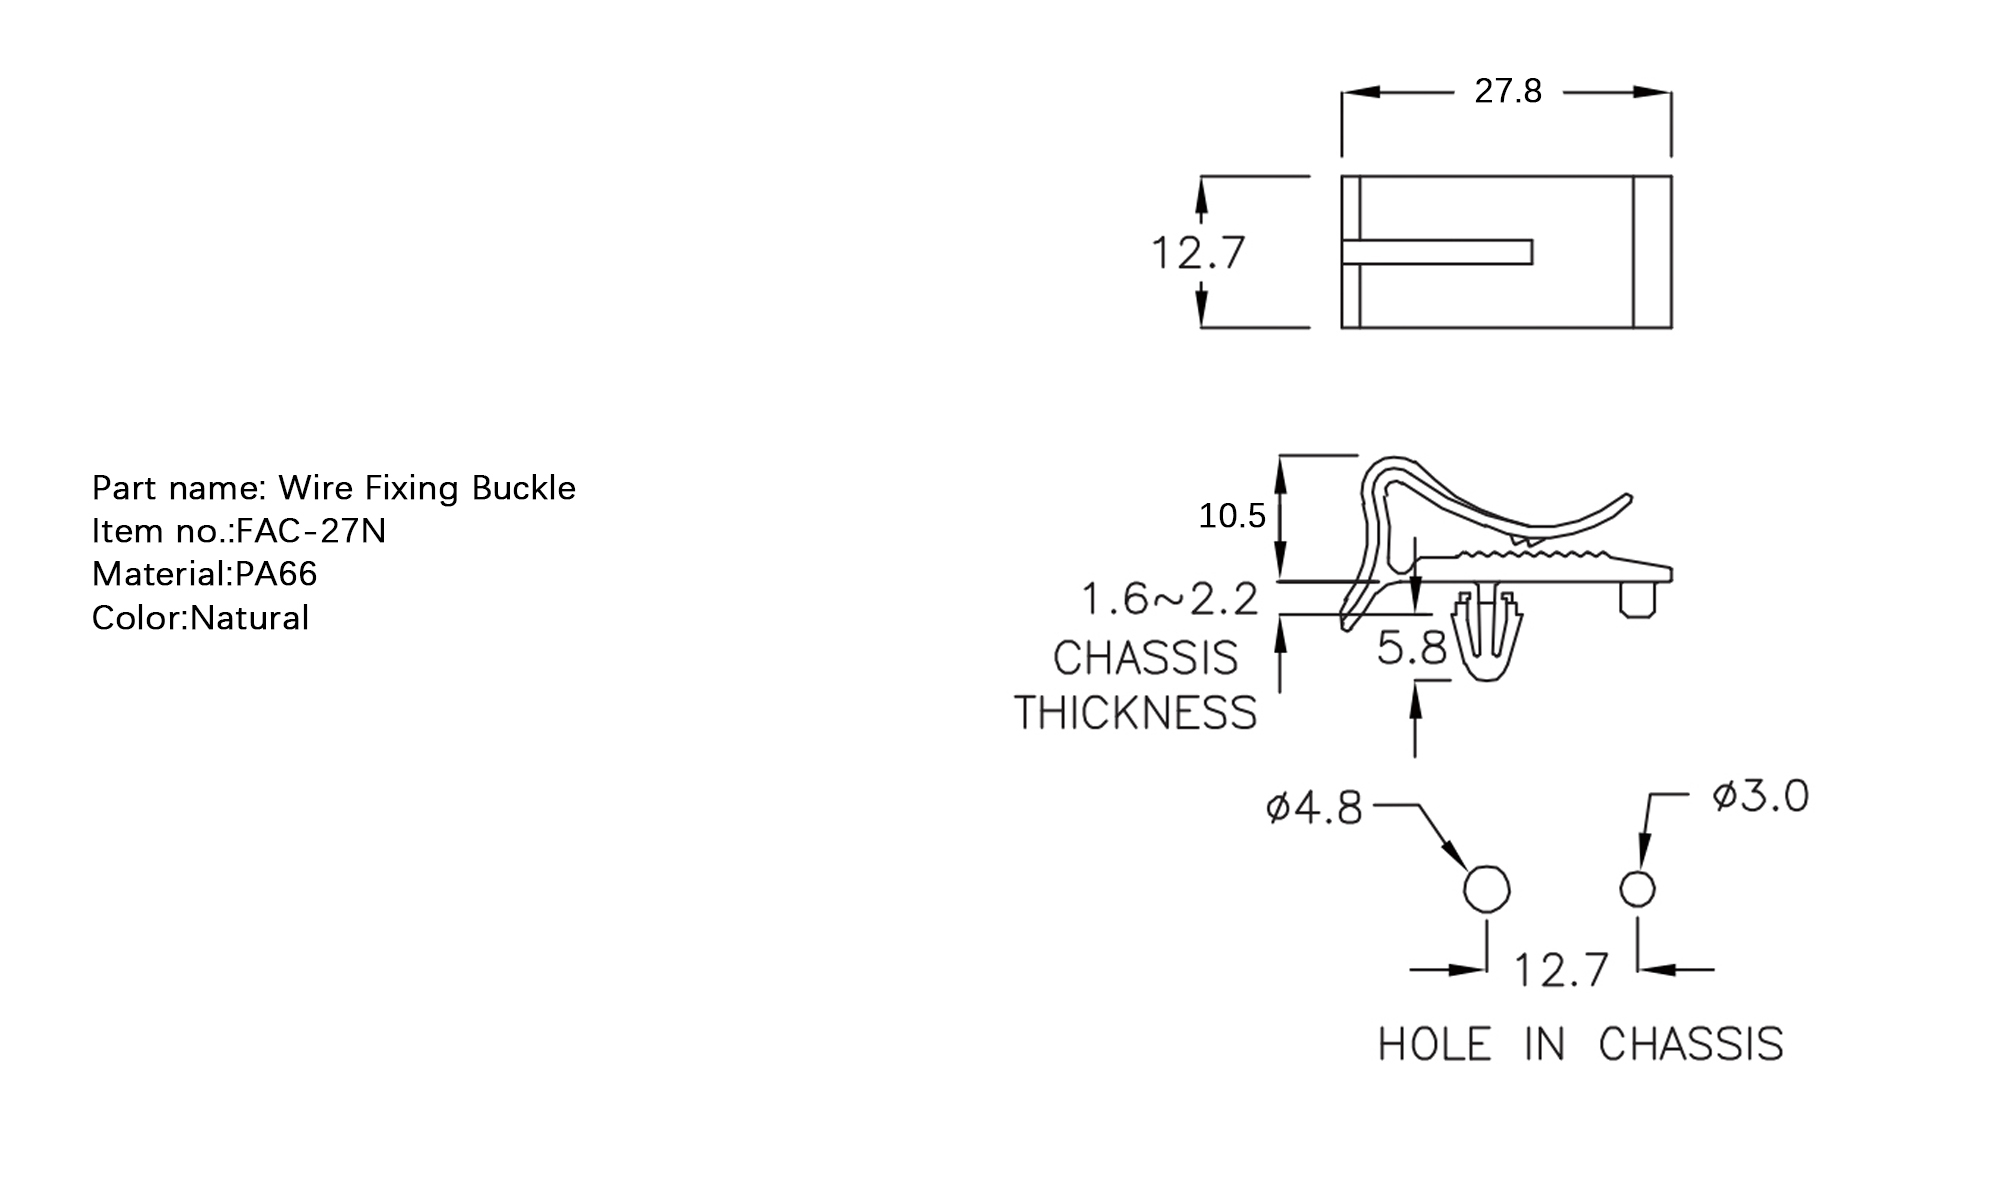 Part name: Wire Fixing Buckle
Item no.:FAC-27N
Material:PA66
Color:Natural
27.8
12.7
10.5
1.6~2.2
CHASSIS
THICKNESS
5.8
ø4.8
ø3.0
12.7
HOLE IN CHASSIS